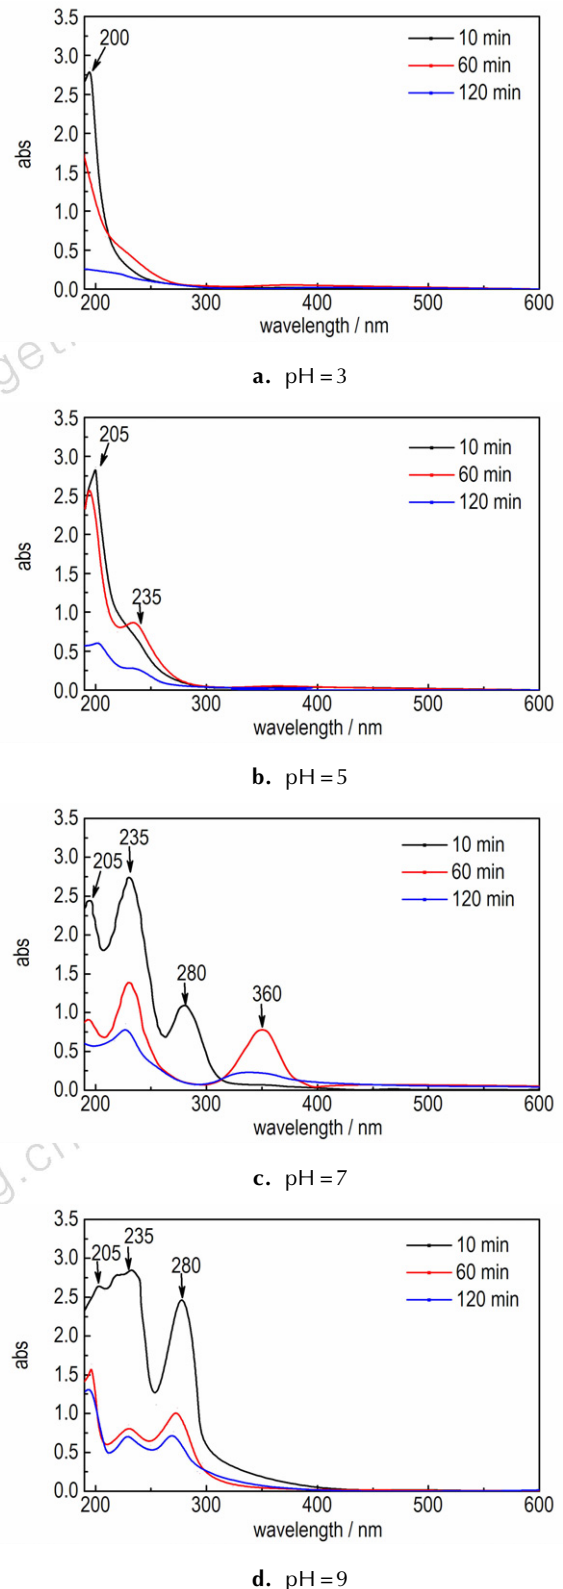 3.5
200
10 min
3.0
60 min
2.5
120 min
2.0
abs
1.5
1.0
0.5
0.0
200 300 400 500 600
wavelength / nm
a. pH = 3
3.5
205
10 min
3.0
60 min
2.5
120 min
2.0
abs
1.5
235
1.0
0.5
0.0
200 300 400 500 600
wavelength / nm
b. pH = 5
3.5
235
10 min
3.0
205
60 min
2.5
120 min
2.0
abs
1.5
280
360
1.0
0.5
0.0
200 300 400 500 600
wavelength / nm
c. pH = 7
3.5
235
10 min
205
3.0
280
60 min
2.5
120 min
2.0
abs
1.5
1.0
0.5
0.0
200 300 400 500 600
wavelength / nm
d. pH = 9